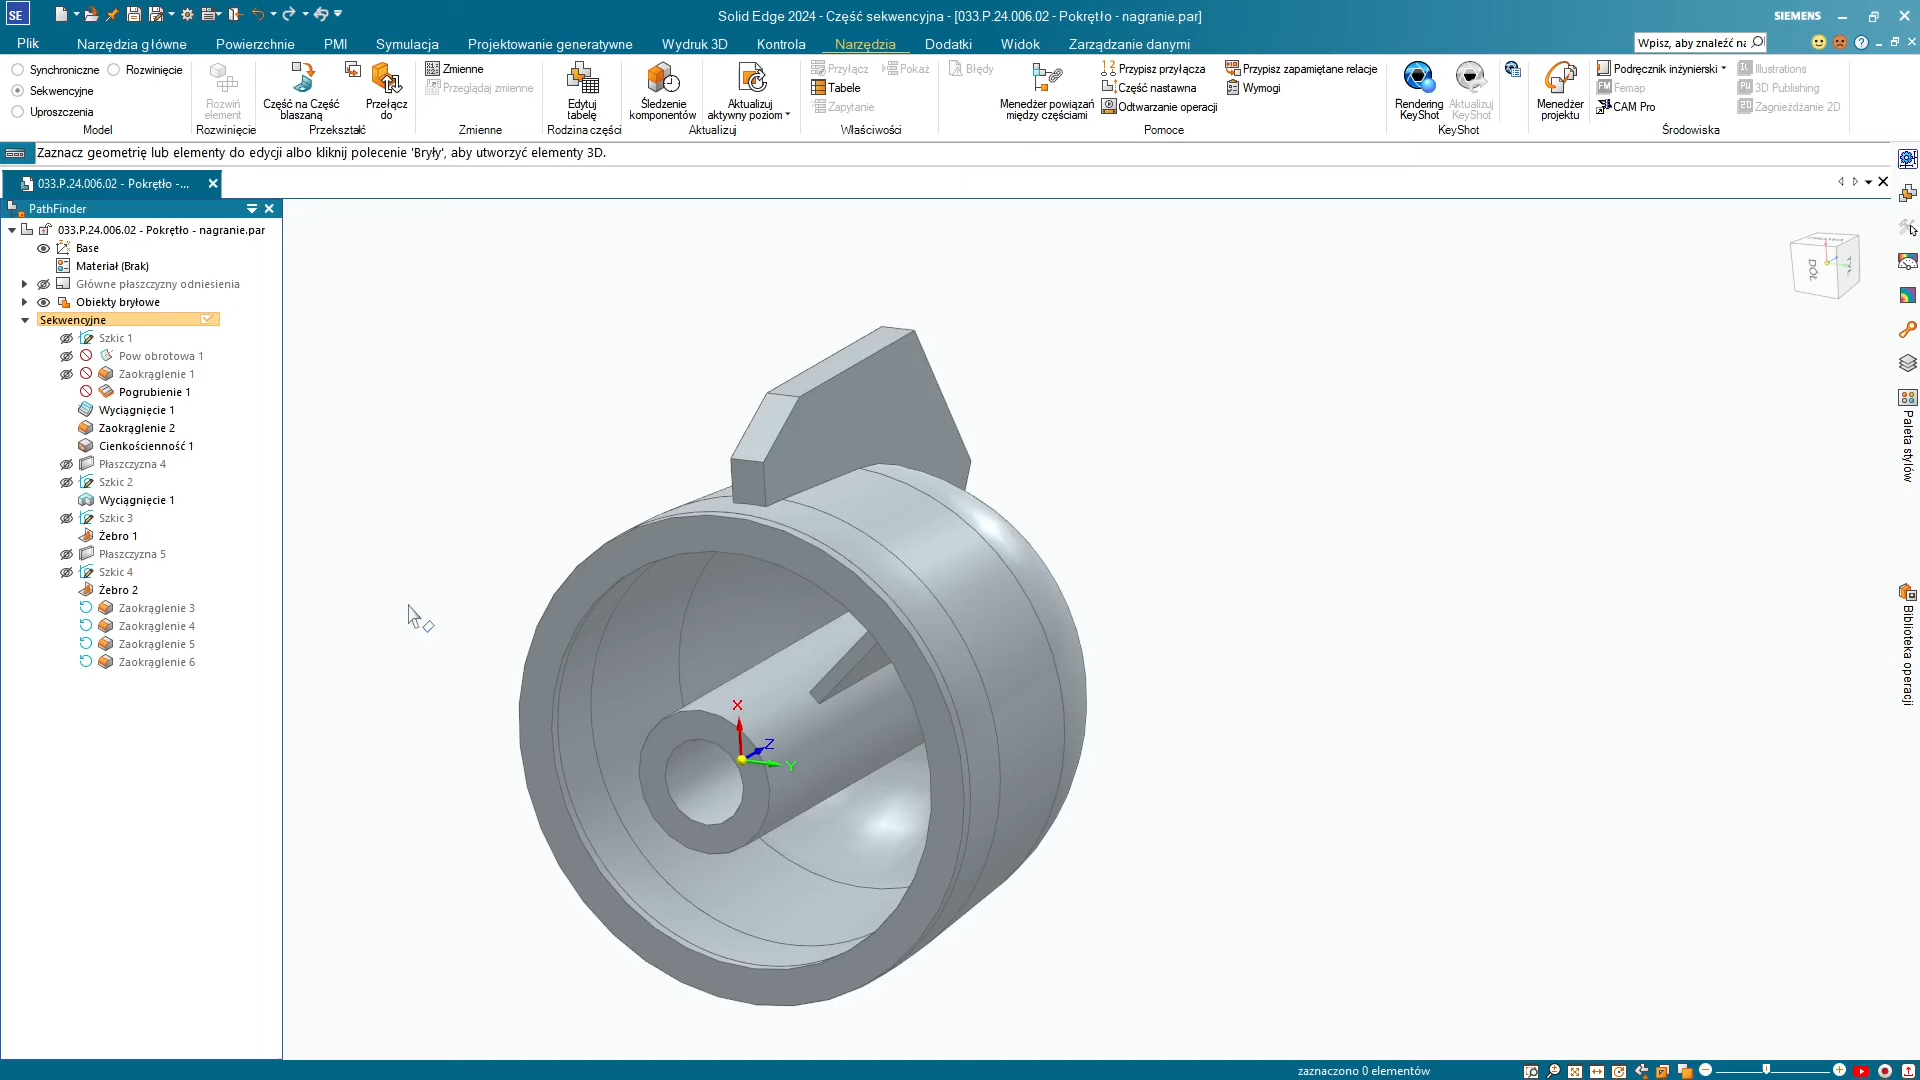 SE
Solid Edge 2024 - Część sekwencyjna - [033.P.24.006.02 - Pokrętło - nagranie.par]
SIEMENS
Plik Narzędzia główne Powierzchnie PMI Symulacja Projektowanie generatywne Wydruk 3D Kontrola Narzędzia Dodatki Widok Zarządzanie danymi
Wpisz, aby znaleźć na
Synchroniczne Rozwinięcie
Sekwencyjne
Uproszczenia
Model
Rozwiń element
Rozwinięcie
Część na Część blaszaną
Przełącz do
Przekształć
Zmienne
Przeglądaj zmienne
Zmienne
Edytuj tabelę
Rodzina części
Śledzenie komponentów
Aktualizuj aktywny poziom
Aktualizuj
Przyłącz Pokaż
Tabele
Zapytanie
Właściwości
Błędy
Menedżer powiązań między częściami
Przypisz przyłącza
Część nastawna
Odtwarzanie operacji
Przypisz zapamiętane relacje
Wymogi
Pomoce
Rendering KeyShot
Aktualizuj KeyShot
KeyShot
Menedżer projektu
Podręcznik inżynierski
Femap
CAM Pro
Illustrations
3D Publishing
Zagnieżdżanie 2D
Środowiska
Zaznacz geometrię lub elementy do edycji albo kliknij polecenie 'Bryły', aby utworzyć elementy 3D.
033.P.24.006.02 - Pokrętło -...
PathFinder
033.P.24.006.02 - Pokrętło - nagranie.par
Base
Materiał (Brak)
Główne płaszczyzny odniesienia
Obiekty bryłowe
Sekwencyjne
Szkic 1
Pow obrotowa 1
Zaokrąglenie 1
Pogrubienie 1
Wyciągnięcie 1
Zaokrąglenie 2
Cienkościenność 1
Płaszczyzna 4
Szkic 2
Wyciągnięcie 1
Szkic 3
Żebro 1
Płaszczyzna 5
Szkic 4
Żebro 2
Zaokrąglenie 3
Zaokrąglenie 4
Zaokrąglenie 5
Zaokrąglenie 6
X
Z
Y
DÓŁ
Paleta stylów
Biblioteka operacji
zaznaczono 0 elementów